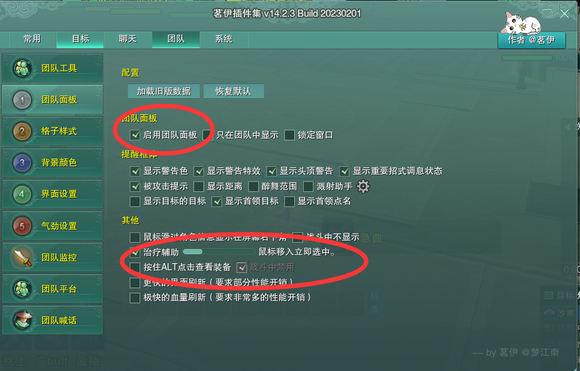 茗伊插件集 v14.2.3 Build 20230201
常用 目标 聊天 团队 系统
作者 @茗伊
团队工具
团队面板
格子样式
背景颜色
界面设置
气劲设置
团队监控
团队平台
团队喊话
配置
加载旧版数据 恢复默认
团队面板
启用团队面板 只在团队中显示 锁定窗口
提醒框
显示警告色 显示警告特效 显示头顶警告 显示重要招式调息状态
被攻击提示 显示距离 醉舞范围 溅射助手
显示目标的目标 显示首领目标 显示首领点名
其他
战斗中不显示
治疗辅助 鼠标移入立即选中。
按住ALT点击查看装备 战斗中禁用
更快的界面刷新（要求部分性能开销）
极快的血量刷新（要求非常多的性能开销）
— by 茗伊 @梦江南